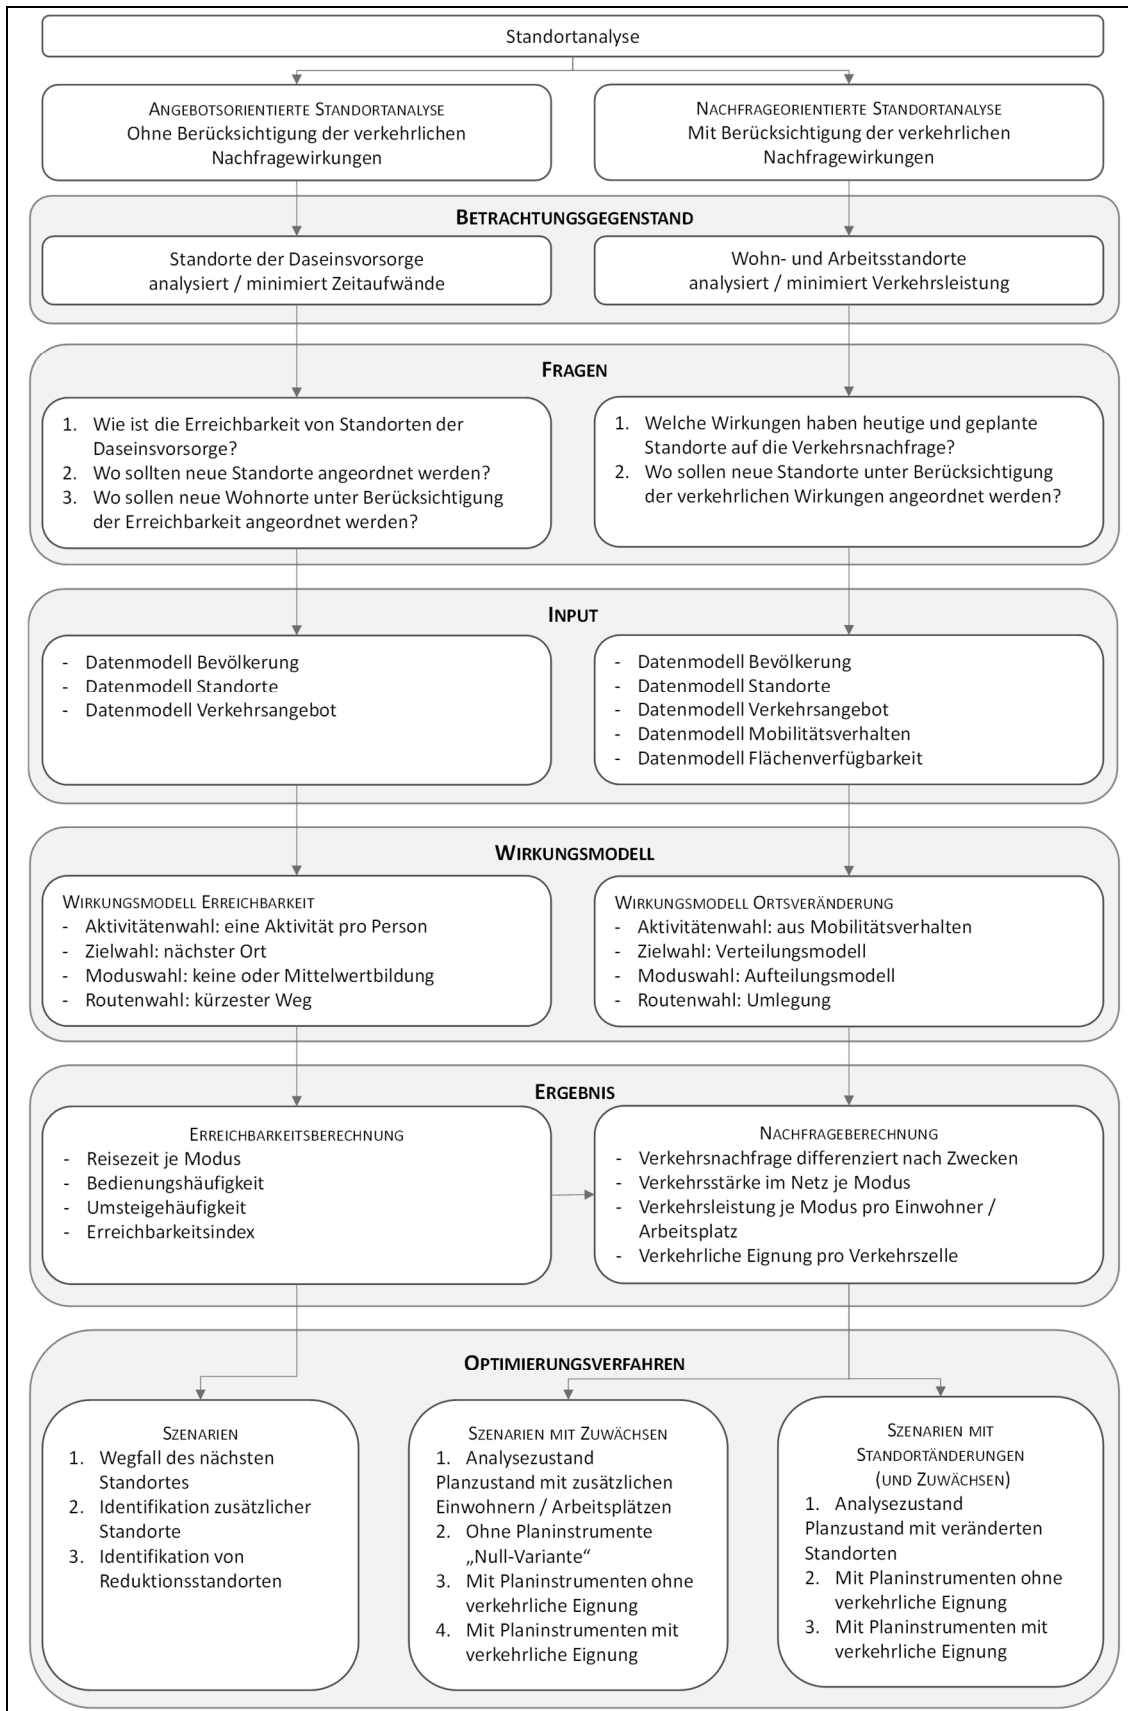 Standortanalyse
ANGEBOTSORIENTIERTE STANDORTANALYSE
Ohne Berücksichtigung der verkehrlichen
Nachfragewirkungen
NACHFRAGEORIENTIERTE STANDORTANALYSE
Mit Berücksichtigung der verkehrlichen
Nachfragewirkungen
BETRACHTUNGSGEGENSTAND
Standorte der Daseinsvorsorge
analysiert / minimiert Zeitaufwände
Wohn- und Arbeitsstandorte
analysiert / minimiert Verkehrsleistung
FRAGEN
1. Wie ist die Erreichbarkeit von Standorten der
Daseinsvorsorge?
2. Wo sollten neue Standorte angeordnet werden?
3. Wo sollen neue Wohnorte unter Berücksichtigung
der Erreichbarkeit angeordnet werden?
1. Welche Wirkungen haben heutige und geplante
Standorte auf die Verkehrsnachfrage?
2. Wo sollen neue Standorte unter Berücksichtigung
der verkehrlichen Wirkungen angeordnet werden?
INPUT
- Datenmodell Bevölkerung
- Datenmodell Standorte
- Datenmodell Verkehrsangebot
- Datenmodell Bevölkerung
- Datenmodell Standorte
- Datenmodell Verkehrsangebot
- Datenmodell Mobilitätsverhalten
- Datenmodell Flächenverfügbarkeit
WIRKUNGSMODELL
WIRKUNGSMODELL ERREICHBARKEIT
- Aktivitätenwahl: eine Aktivität pro Person
- Zielwahl: nächster Ort
- Moduswahl: keine oder Mittelwertbildung
- Routenwahl: kürzester Weg
WIRKUNGSMODELL ORTSVERÄNDERUNG
- Aktivitätenwahl: aus Mobilitätsverhalten
- Zielwahl: Verteilungsmodell
- Moduswahl: Aufteilungsmodell
- Routenwahl: Umlegung
ERGEBNIS
ERREICHBARKEITSBERECHNUNG
- Reisezeit je Modus
- Bedienungshäufigkeit
- Umsteigehäufigkeit
- Erreichbarkeitsindex
NACHFRAGEBERECHNUNG
- Verkehrsnachfrage differenziert nach Zwecken
- Verkehrsstärke im Netz je Modus
- Verkehrsleistung je Modus pro Einwohner /
Arbeitsplatz
- Verkehrliche Eignung pro Verkehrszelle
OPTIMIERUNGSVERFAHREN
SZENARIEN
1. Wegfall des nächsten
Standortes
2. Identifikation zusätzlicher
Standorte
3. Identifikation von
Reduktionsstandorten
SZENARIEN MIT ZUWÄCHSEN
1. Analysezustand
Planzustand mit zusätzlichen
Einwohnern / Arbeitsplätzen
2. Ohne Planinstrumente
„Null-Variante“
3. Mit Planinstrumenten ohne
verkehrliche Eignung
4. Mit Planinstrumenten mit
verkehrliche Eignung
SZENARIEN MIT
STANDORTÄNDERUNGEN
(UND ZUWÄCHSEN)
1. Analysezustand
Planzustand mit veränderten
Standorten
2. Mit Planinstrumenten ohne
verkehrliche Eignung
3. Mit Planinstrumenten mit
verkehrliche Eignung